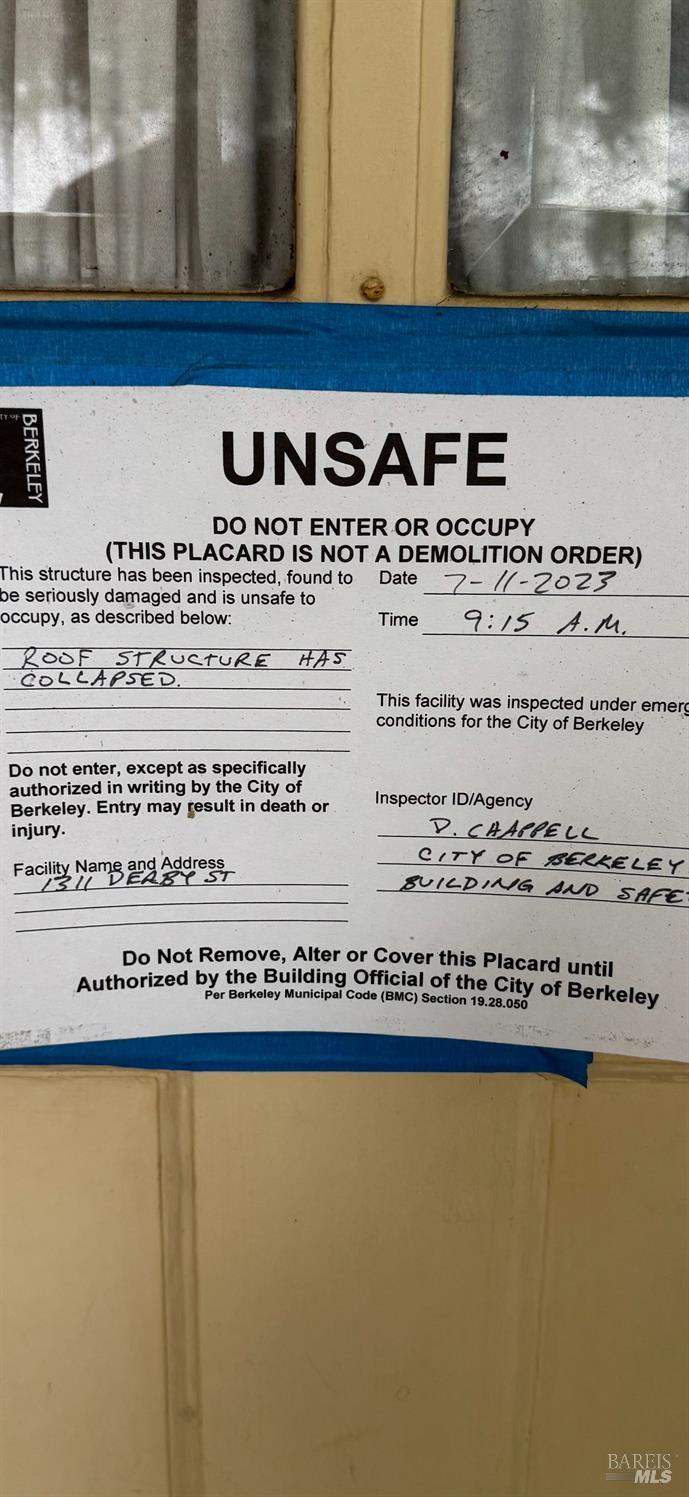 CITY OF
BERKELEY
UNSAFE
DO NOT ENTER OR OCCUPY
(THIS PLACARD IS NOT A DEMOLITION ORDER)
This structure has been inspected, found to
be seriously damaged and is unsafe to
occupy, as described below:
ROOF STRUCTURE HAS
COLLAPSED.
Do not enter, except as specifically
authorized in writing by the City of
Berkeley. Entry may result in death or
injury.
Facility Name and Address
1311 DERBY ST
Date 7-11-2023
Time 9:15 A.M.
This facility was inspected under emerg
conditions for the City of Berkeley
Inspector ID/Agency
D. CHAPPELL
CITY OF BERKELEY
BUILDING AND SAFE
Do Not Remove, Alter or Cover this Placard until
Authorized by the Building Official of the City of Berkeley
Per Berkeley Municipal Code (BMC) Section 19.28.050
BAREIS
MLS